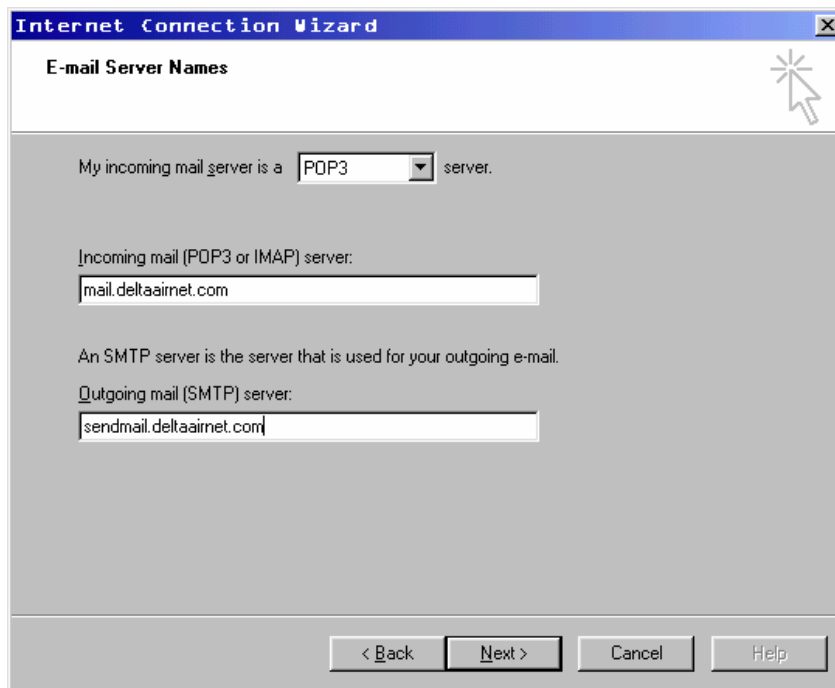 Internet Connection Wizard
E-mail Server Names
My incoming mail server is a POP3 server.
Incoming mail (POP3 or IMAP) server:
mail.deltaairnet.com
An SMTP server is the server that is used for your outgoing e-mail.
Outgoing mail (SMTP) server:
sendmail.deltaairnet.com
< Back Next > Cancel Help